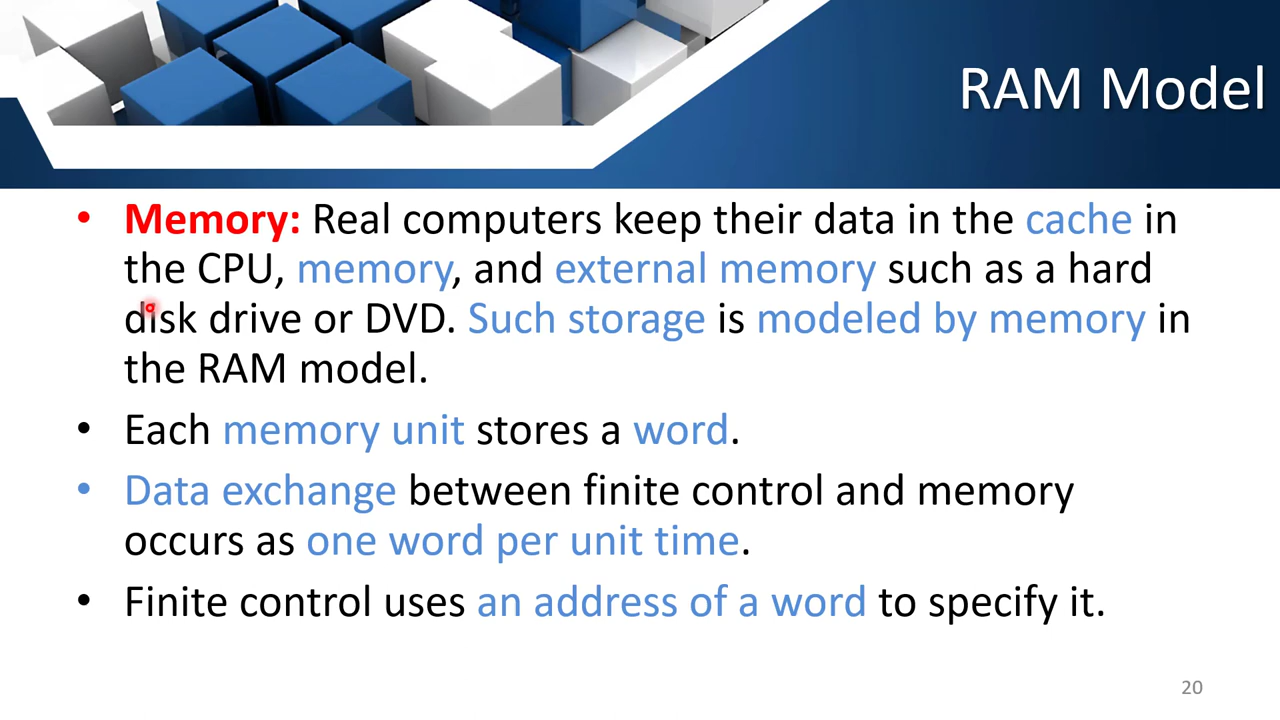 RAM Model
• Memory: Real computers keep their data in the cache in
the CPU, memory, and external memory such as a hard
disk drive or DVD. Such storage is modeled by memory in
the RAM model.
• Each memory unit stores a word.
• Data exchange between finite control and memory
occurs as one word per unit time.
• Finite control uses an address of a word to specify it.
20